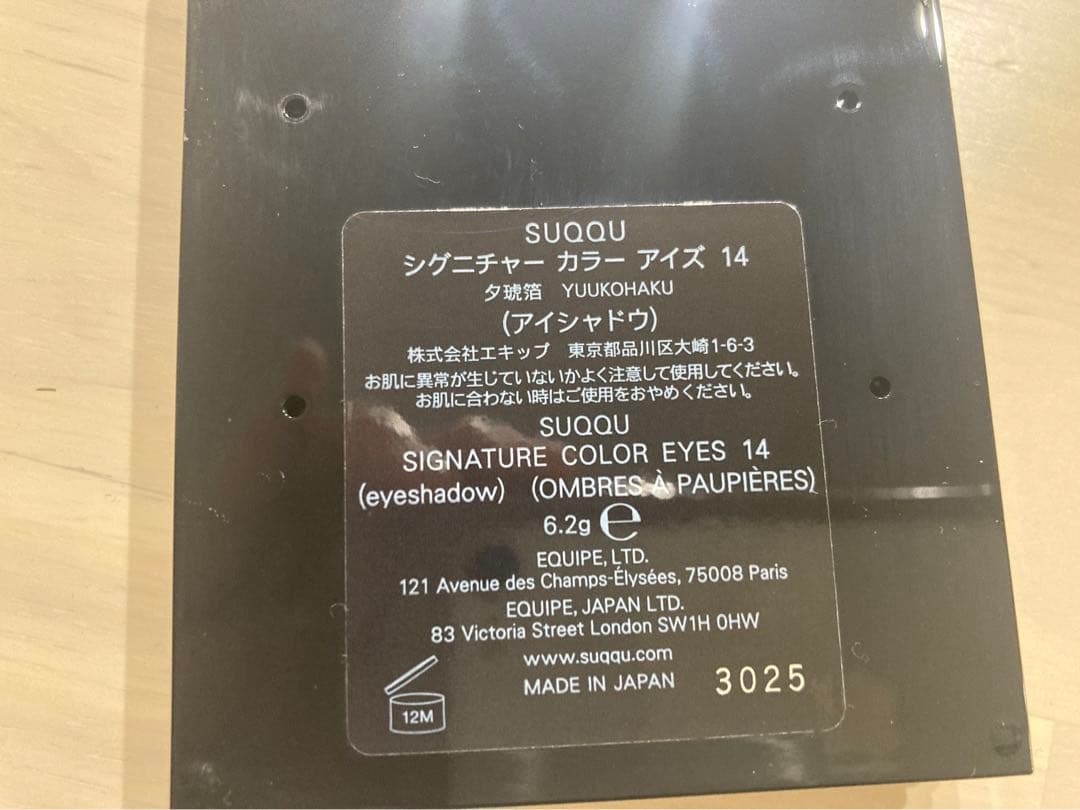 SUQQU
シグニチャー カラー アイズ 14
夕琥箔 YUUKOHAKU
(アイシャドウ)
株式会社エキップ 東京都品川区大崎1-6-3
お肌に異常が生じていないかよく注意して使用してください。
お肌に合わない時はご使用をおやめください。
SUQQU
SIGNATURE COLOR EYES 14
(eyeshadow) (OMBRES À PAUPIÈRES)
6.2g ℮
EQUIPE, LTD.
121 Avenue des Champs-Élysées, 75008 Paris
EQUIPE, JAPAN LTD.
83 Victoria Street London SW1H 0HW
www.suqqu.com
MADE IN JAPAN 3025
12M